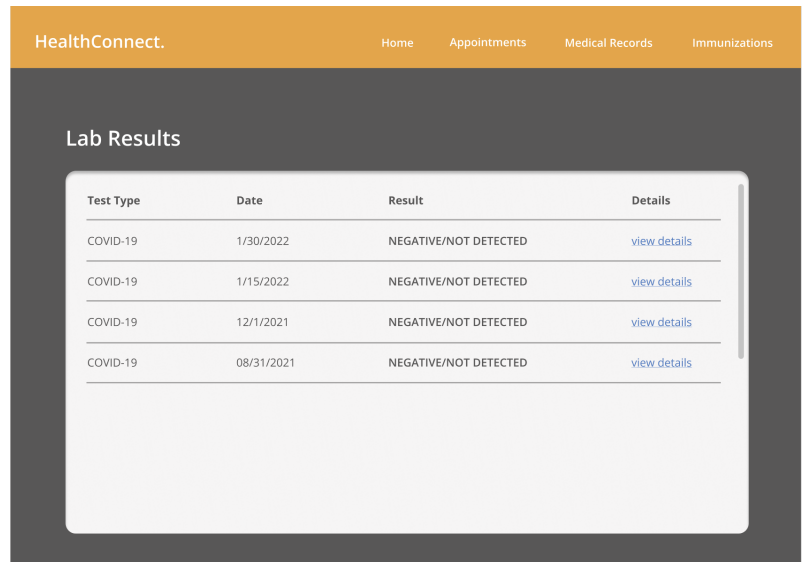 HealthConnect. Home Appointments Medical Records Immunizations
Lab Results
Test Type Date Result Details
COVID-19 1/30/2022 NEGATIVE/NOT DETECTED view details
COVID-19 1/15/2022 NEGATIVE/NOT DETECTED view details
COVID-19 12/1/2021 NEGATIVE/NOT DETECTED view details
COVID-19 08/31/2021 NEGATIVE/NOT DETECTED view details